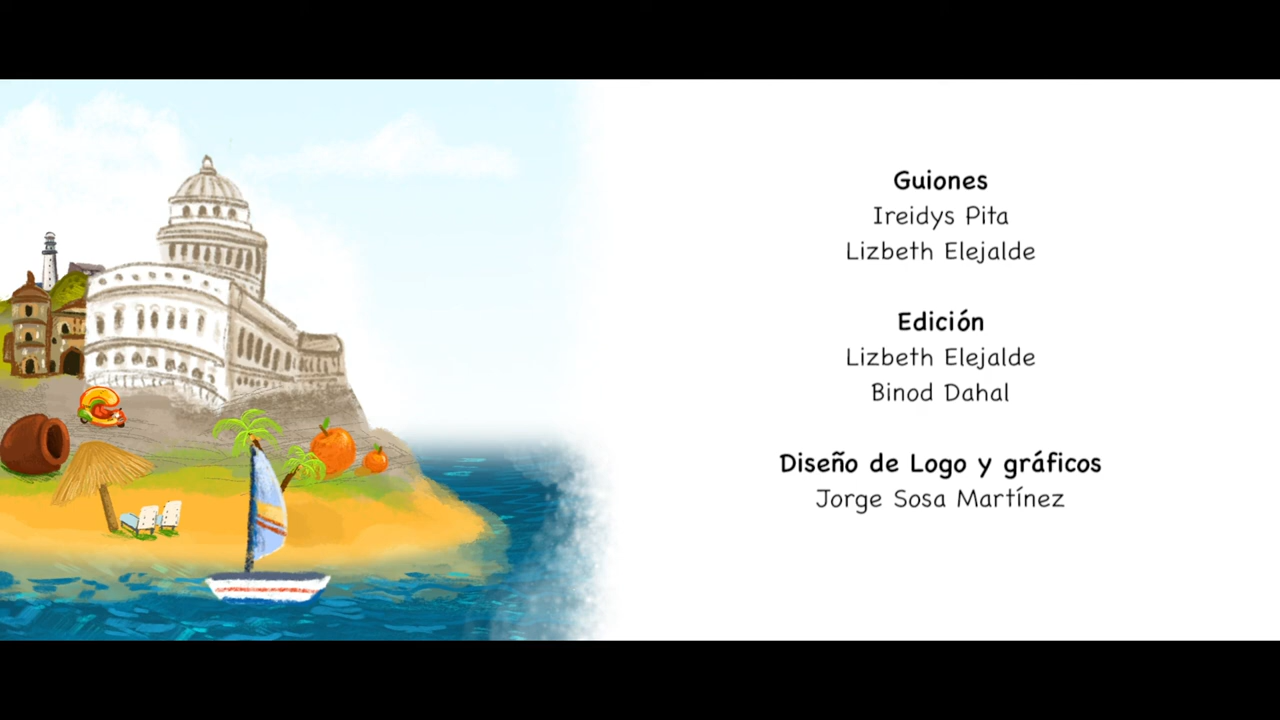 Guiones
Ireidys Pita
Lizbeth Elejalde
Edición
Lizbeth Elejalde
Binod Dahal
Diseño de Logo y gráficos
Jorge Sosa Martínez